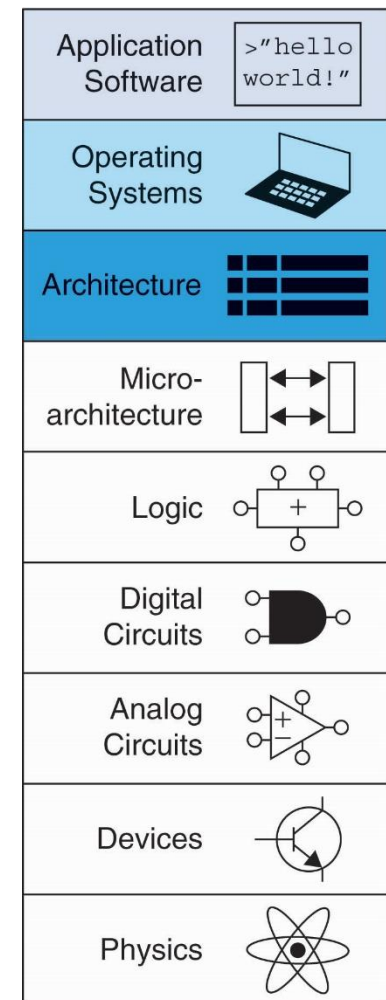 Application
Software
>"hello
world!"
Operating
Systems
Architecture
Micro-
architecture
Logic
+
Digital
Circuits
Analog
Circuits
+
−
Devices
Physics